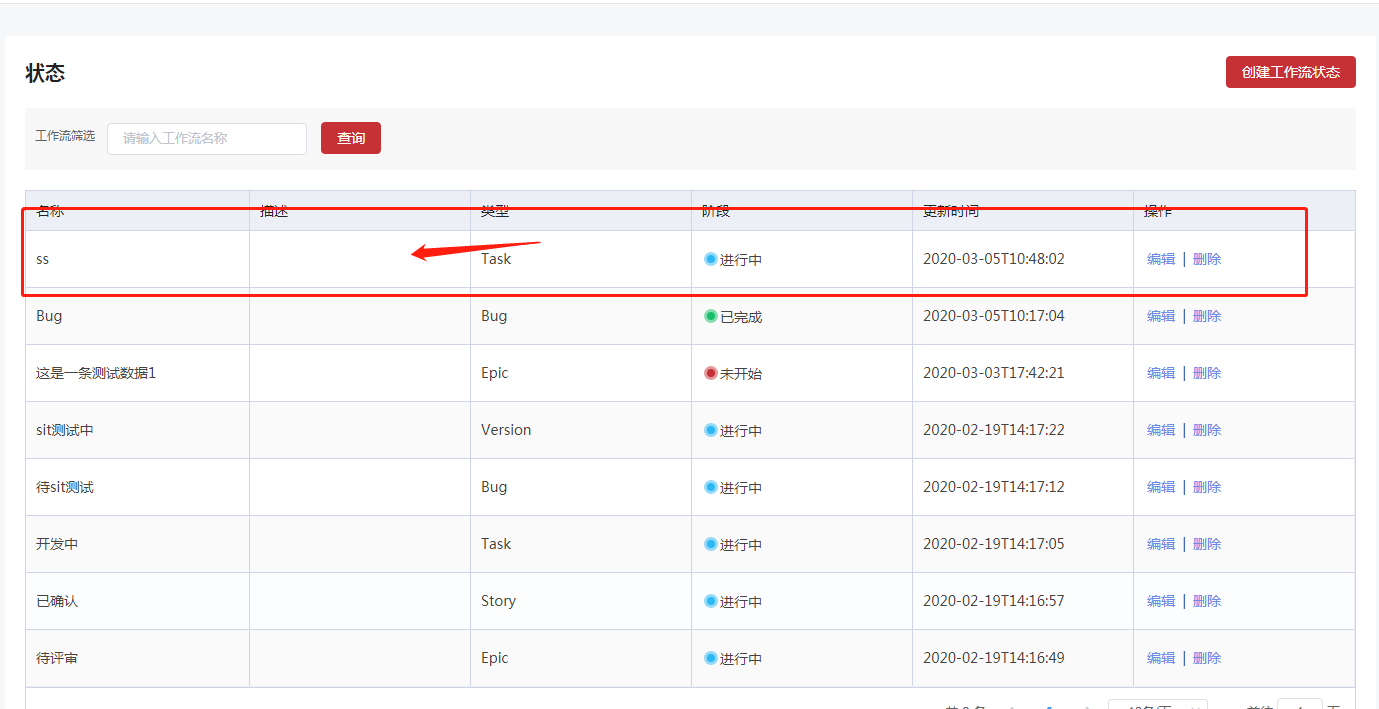 状态
创建工作流状态
工作流筛选 请输入工作流名称 查询
名称 描述 类型 阶段 更新时间 操作
ss Task 进行中 2020-03-05T10:48:02 编辑 | 删除
Bug Bug 已完成 2020-03-05T10:17:04 编辑 | 删除
这是一条测试数据1 Epic 未开始 2020-03-03T17:42:21 编辑 | 删除
sit测试中 Version 进行中 2020-02-19T14:17:22 编辑 | 删除
待sit测试 Bug 进行中 2020-02-19T14:17:12 编辑 | 删除
开发中 Task 进行中 2020-02-19T14:17:05 编辑 | 删除
已确认 Story 进行中 2020-02-19T14:16:57 编辑 | 删除
待评审 Epic 进行中 2020-02-19T14:16:49 编辑 | 删除